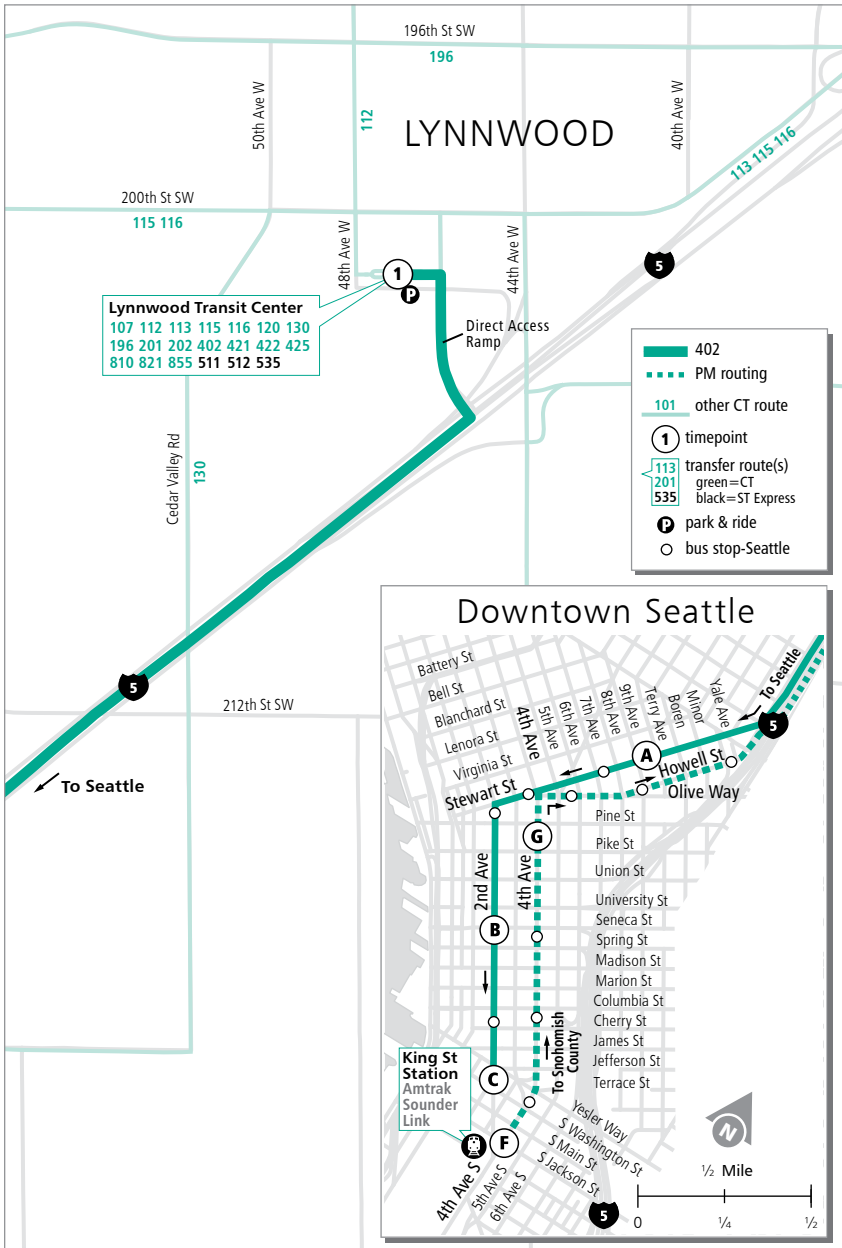 196th St SW
196
50th Ave W
112
40th Ave W
LYNNWOOD
113 115 116
200th St SW
115 116
48th Ave W
44th Ave W
5
1
P
Lynnwood Transit Center
107 112 113 115 116 120 130
196 201 202 402 421 422 425
810 821 855 511 512 535
Direct Access
Ramp
402
PM routing
101 other CT route
1 timepoint
113 transfer route(s)
201 green=CT
535 black=ST Express
P park & ride
bus stop-Seattle
Cedar Valley Rd
130
5
212th St SW
To Seattle
Downtown Seattle
Battery St
Bell St
Blanchard St
Lenora St
Virginia St
Stewart St
4th Ave
5th Ave
6th Ave
7th Ave
8th Ave
9th Ave
Terry Ave
Boren
Minor
Yale Ave
To Seattle
5
A
Howell St
Olive Way
Pine St
G
Pike St
Union St
2nd Ave
4th Ave
University St
Seneca St
B
Spring St
Madison St
Marion St
Columbia St
Cherry St
James St
Jefferson St
Terrace St
To Snohomish
County
King St
Station
Amtrak
Sounder
Link
C
F
Yesler Way
S Washington St
S Main St
S Jackson St
4th Ave S
5th Ave S
6th Ave S
5
N
½ Mile
0 ¼ ½